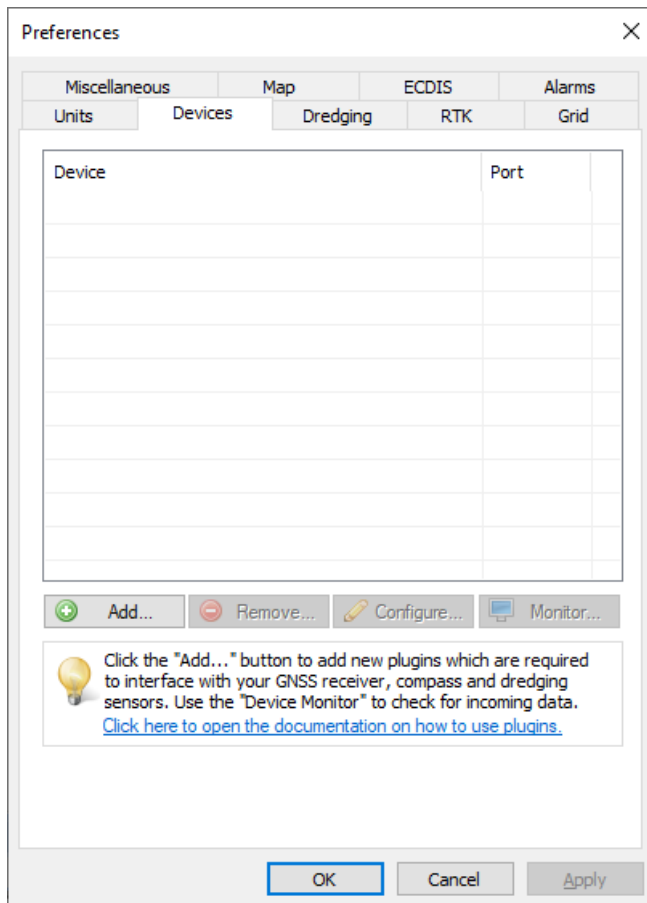 Preferences
Miscellaneous Map ECDIS Alarms
Units Devices Dredging RTK Grid
Device Port
Add... Remove... Configure... Monitor...
Click the "Add..." button to add new plugins which are required
to interface with your GNSS receiver, compass and dredging
sensors. Use the "Device Monitor" to check for incoming data.
Click here to open the documentation on how to use plugins.
OK Cancel Apply